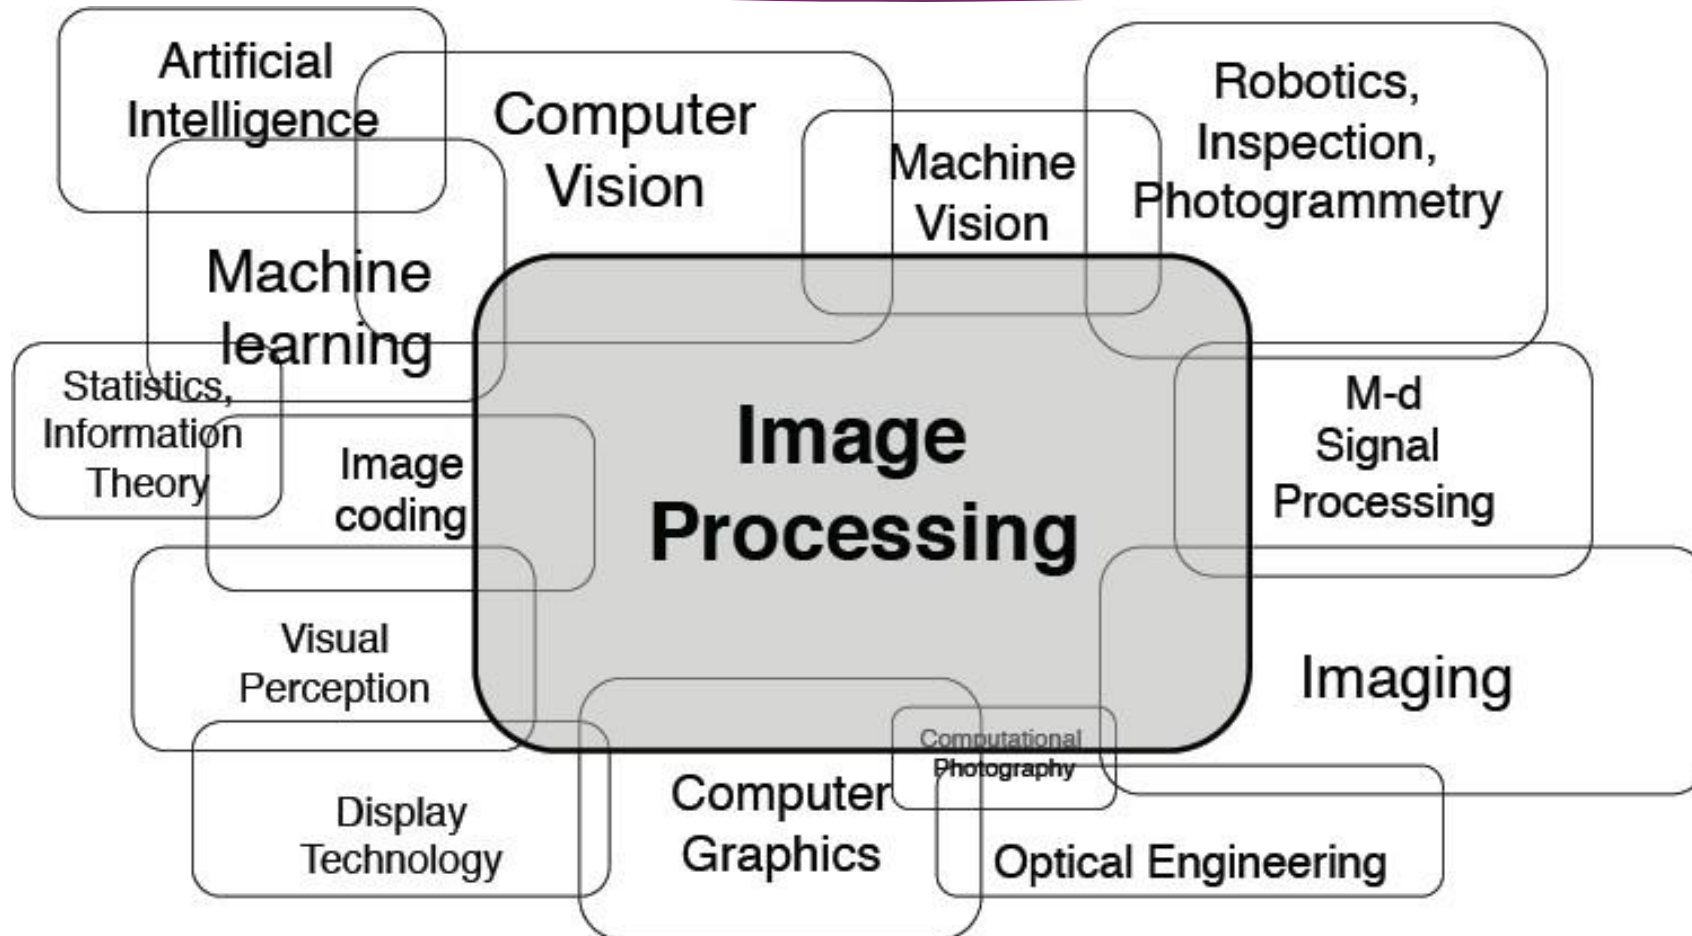 Artificial
Intelligence
Computer
Vision
Machine
Vision
Robotics,
Inspection,
Photogrammetry
Machine
learning
Statistics,
Information
Theory
Image
coding
Image
Processing
M-d
Signal
Processing
Visual
Perception
Imaging
Computational
Photography
Display
Technology
Computer
Graphics
Optical Engineering